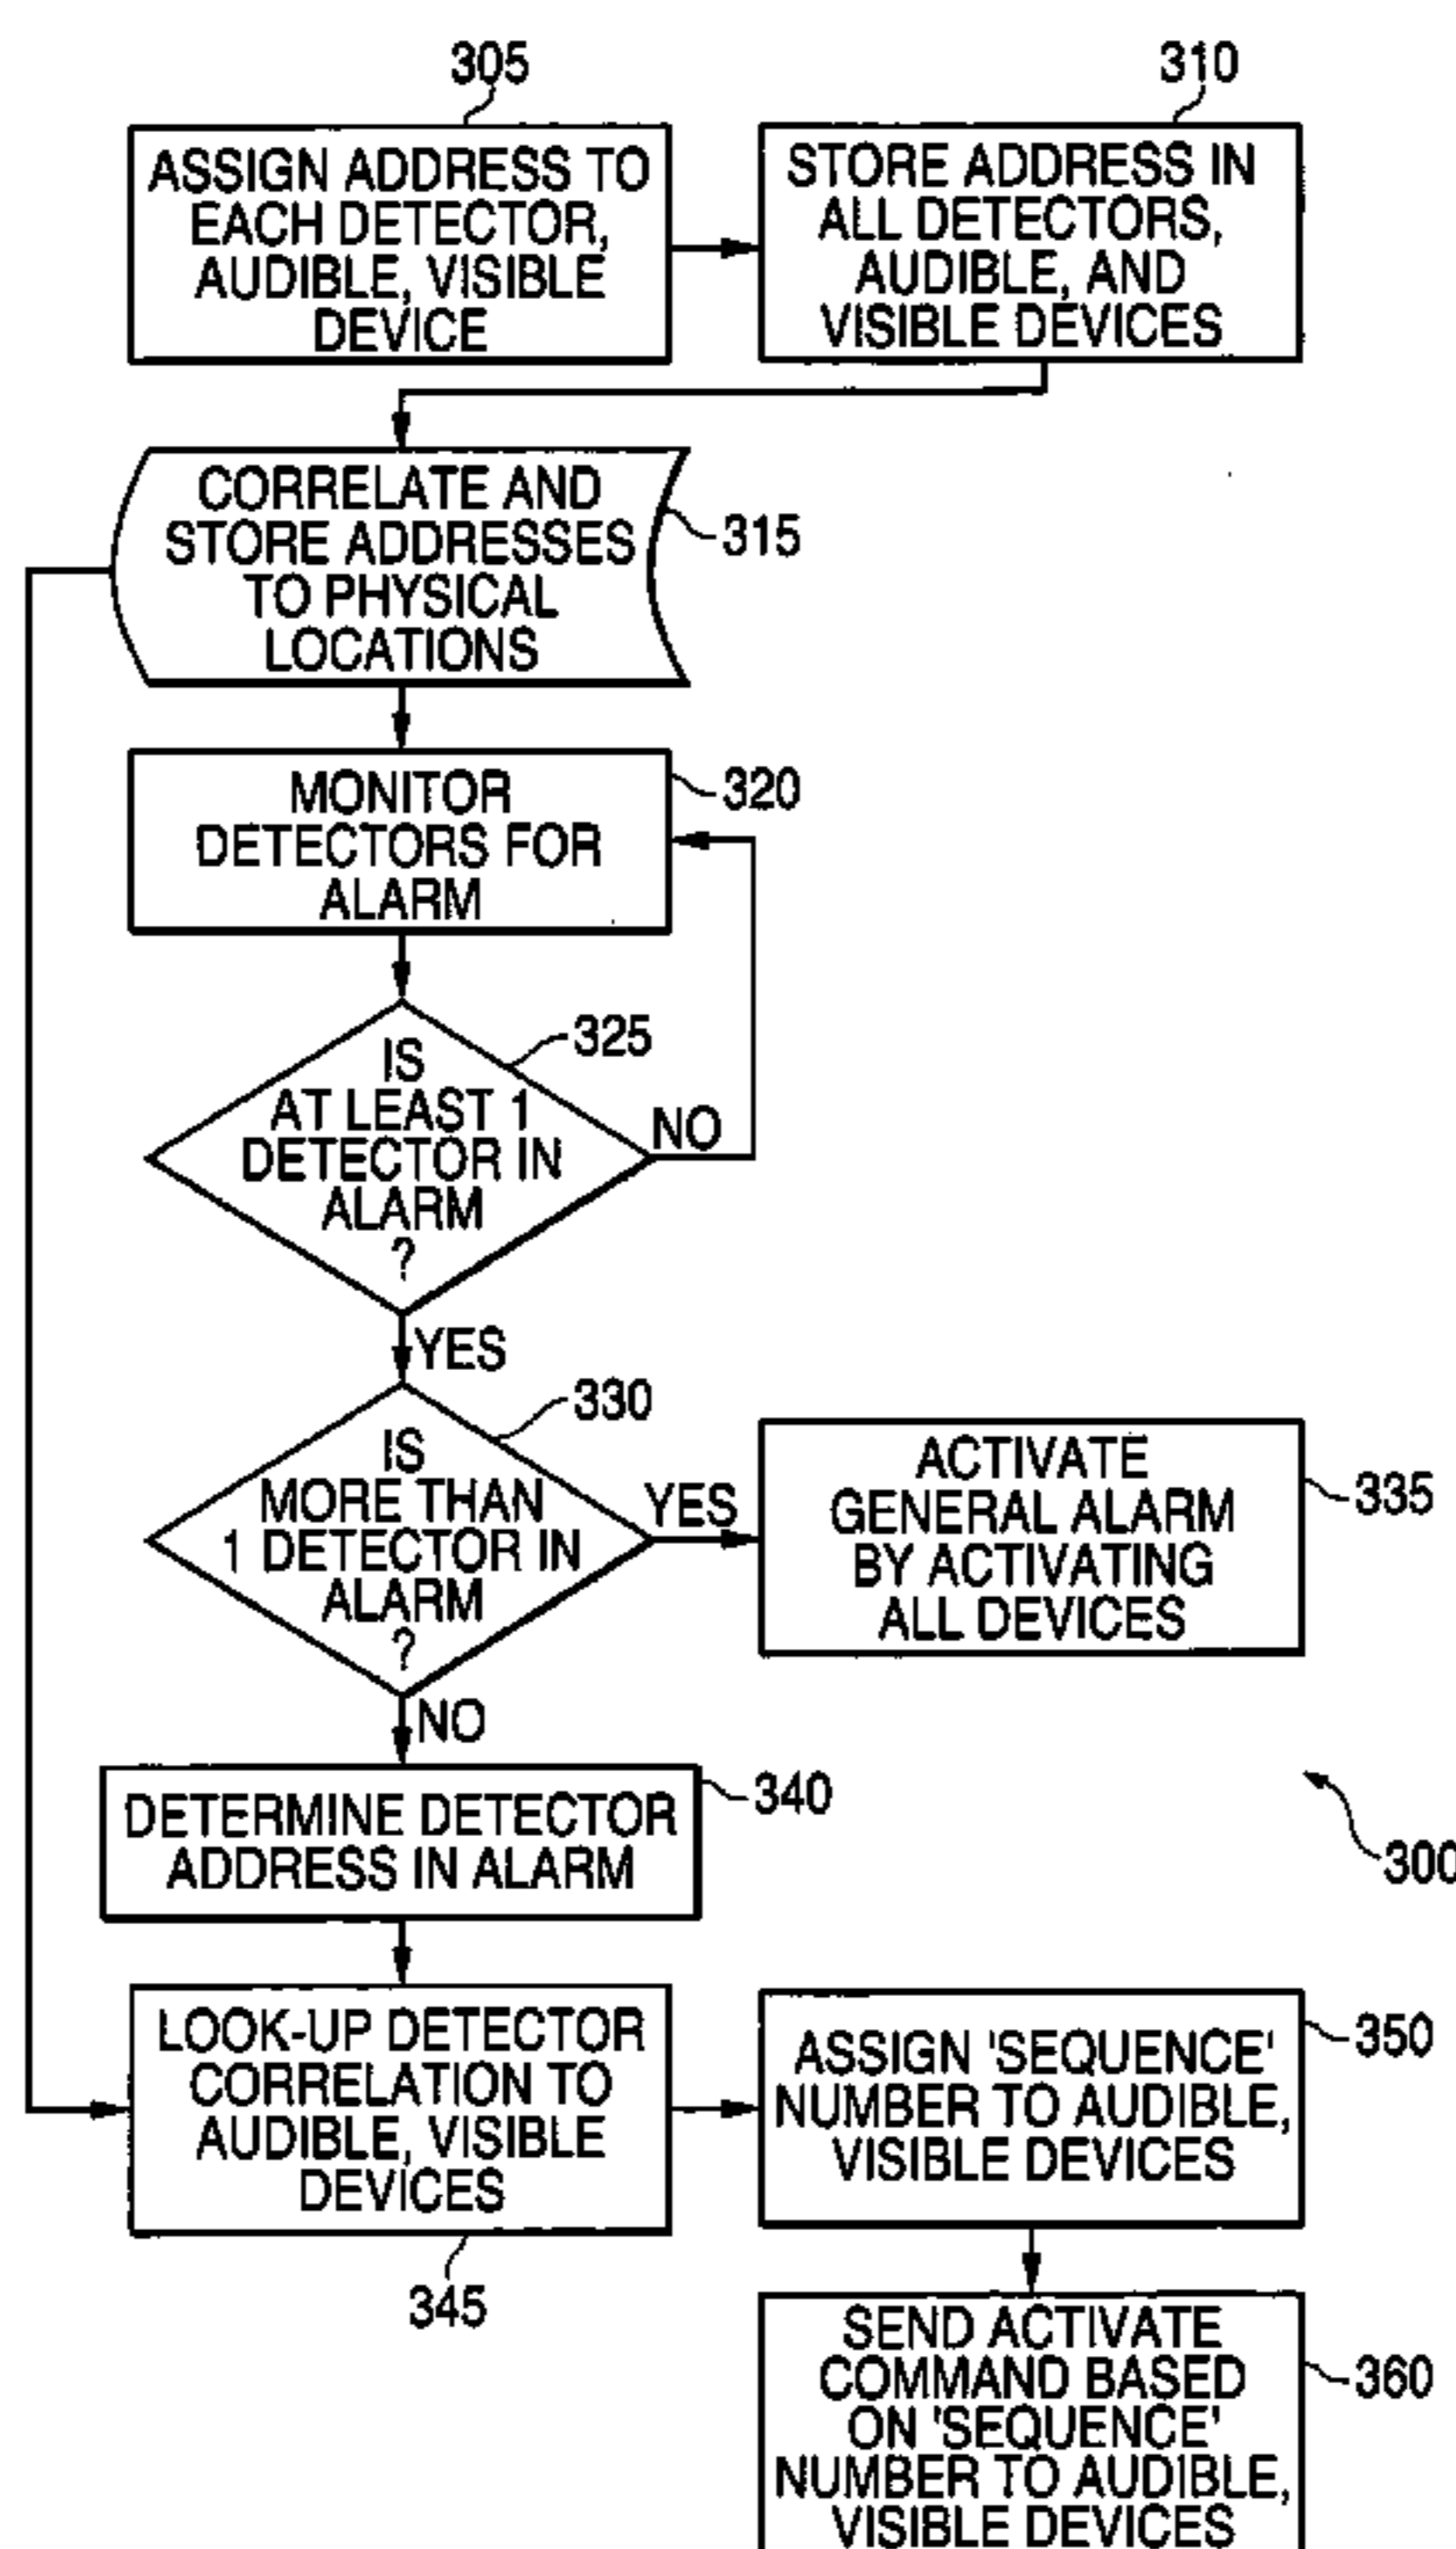 305
ASSIGN ADDRESS TO
EACH DETECTOR,
AUDIBLE, VISIBLE
DEVICE
310
STORE ADDRESS IN
ALL DETECTORS,
AUDIBLE, AND
VISIBLE DEVICES
CORRELATE AND
STORE ADDRESSES
TO PHYSICAL
LOCATIONS
315
MONITOR
DETECTORS FOR
ALARM
320
IS
AT LEAST 1
DETECTOR IN
ALARM
?
325
NO
YES
IS
MORE THAN
1 DETECTOR IN
ALARM
?
330
YES
ACTIVATE
GENERAL ALARM
BY ACTIVATING
ALL DEVICES
335
NO
DETERMINE DETECTOR
ADDRESS IN ALARM
340
300
LOOK-UP DETECTOR
CORRELATION TO
AUDIBLE, VISIBLE
DEVICES
345
ASSIGN 'SEQUENCE'
NUMBER TO AUDIBLE,
VISIBLE DEVICES
350
SEND ACTIVATE
COMMAND BASED
ON 'SEQUENCE'
NUMBER TO AUDIBLE,
VISIBLE DEVICES
360